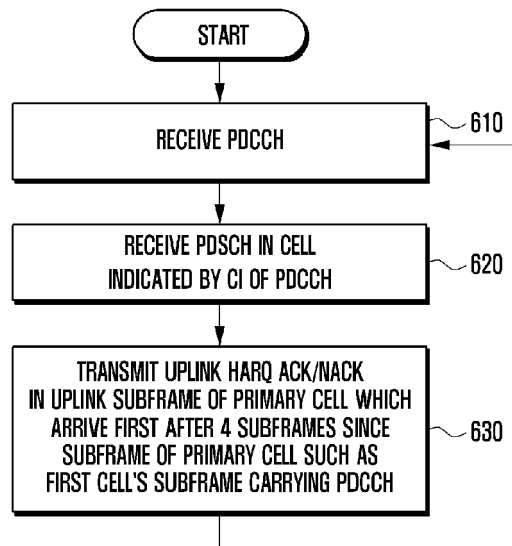 START
RECEIVE PDCCH
610
RECEIVE PDSCH IN CELL
INDICATED BY CI OF PDCCH
620
TRANSMIT UPLINK HARQ ACK/NACK
IN UPLINK SUBFRAME OF PRIMARY CELL WHICH
ARRIVE FIRST AFTER 4 SUBFRAMES SINCE
SUBFRAME OF PRIMARY CELL SUCH AS
FIRST CELL'S SUBFRAME CARRYING PDCCH
630